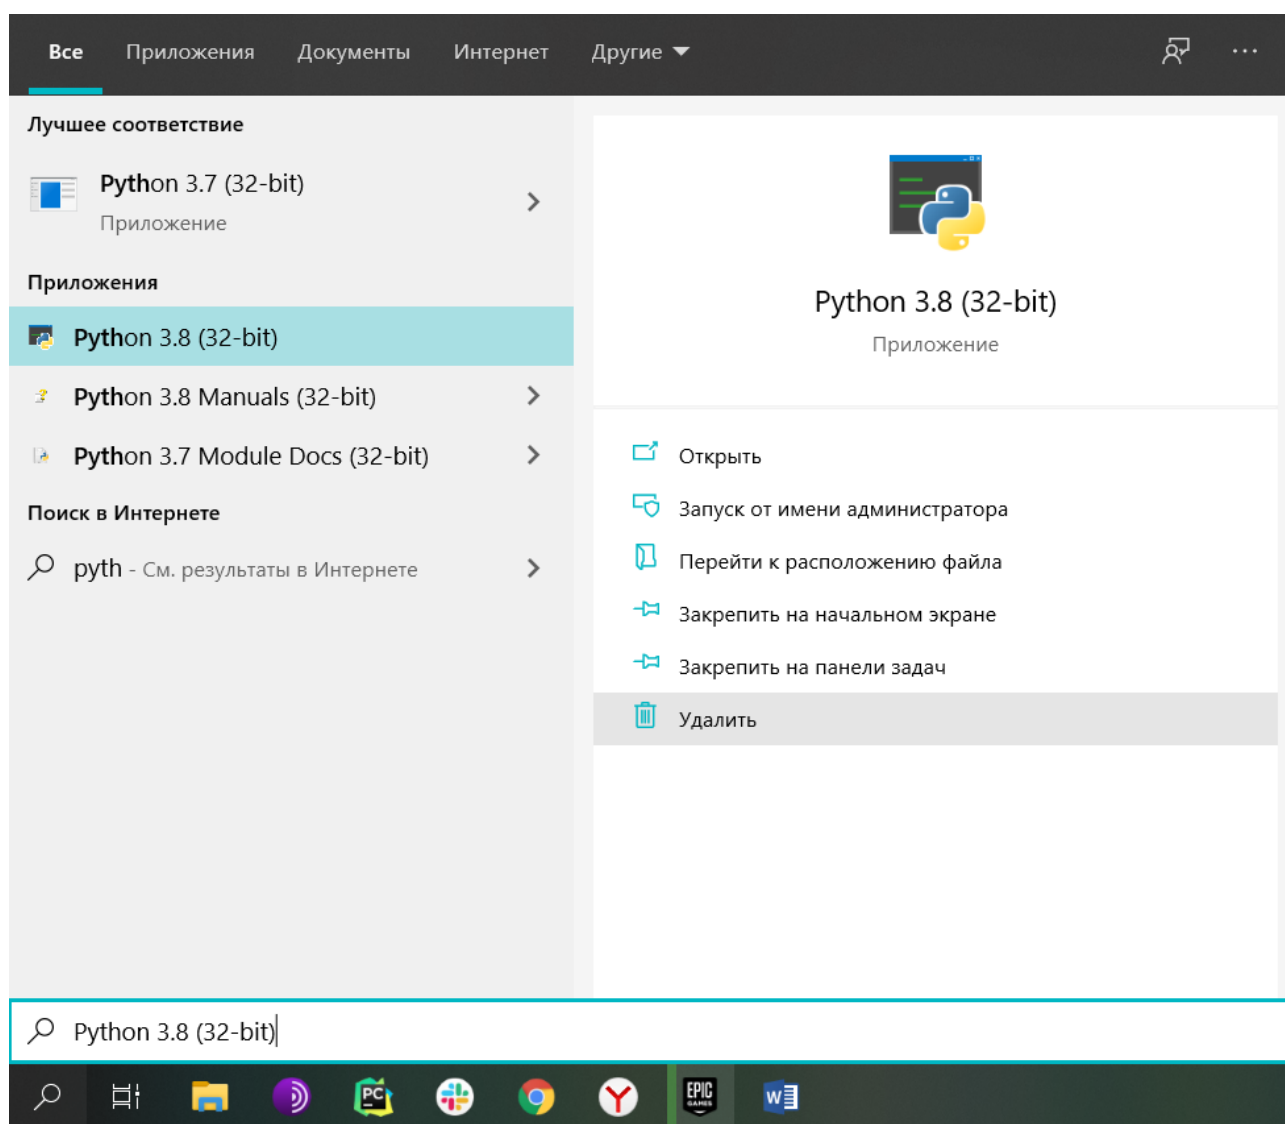 Все Приложения Документы Интернет Другие
Лучшее соответствие
Python 3.7 (32-bit)
Приложение
Приложения
Python 3.8 (32-bit)
Python 3.8 Manuals (32-bit)
Python 3.7 Module Docs (32-bit)
Поиск в Интернете
pyth - См. результаты в Интернете
Python 3.8 (32-bit)
Приложение
Открыть
Запуск от имени администратора
Перейти к расположению файла
Закрепить на начальном экране
Закрепить на панели задач
Удалить
Python 3.8 (32-bit)
PC
Y
EPIC
GAMES
W